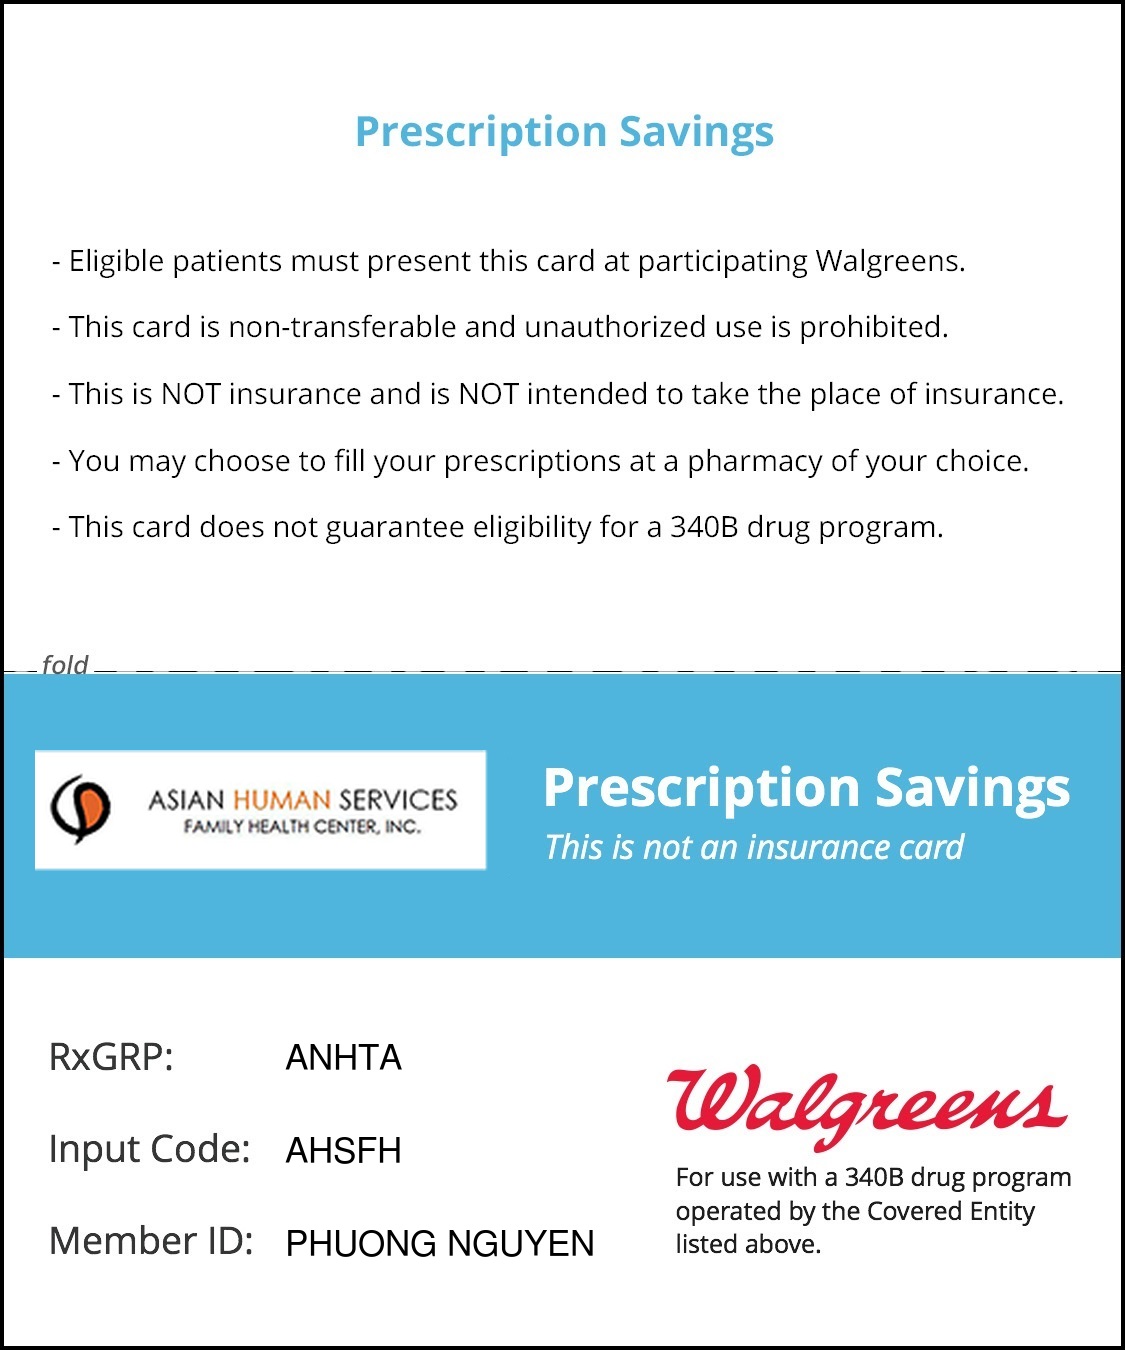 Prescription Savings
- Eligible patients must present this card at participating Walgreens.
- This card is non-transferable and unauthorized use is prohibited.
- This is NOT insurance and is NOT intended to take the place of insurance.
- You may choose to fill your prescriptions at a pharmacy of your choice.
- This card does not guarantee eligibility for a 340B drug program.
fold
ASIAN HUMAN SERVICES
FAMILY HEALTH CENTER, INC.
Prescription Savings
This is not an insurance card
RxGRP: ANHTA
Input Code: AHSFH
Member ID: PHUONG NGUYEN
Walgreens
For use with a 340B drug program
operated by the Covered Entity
listed above.